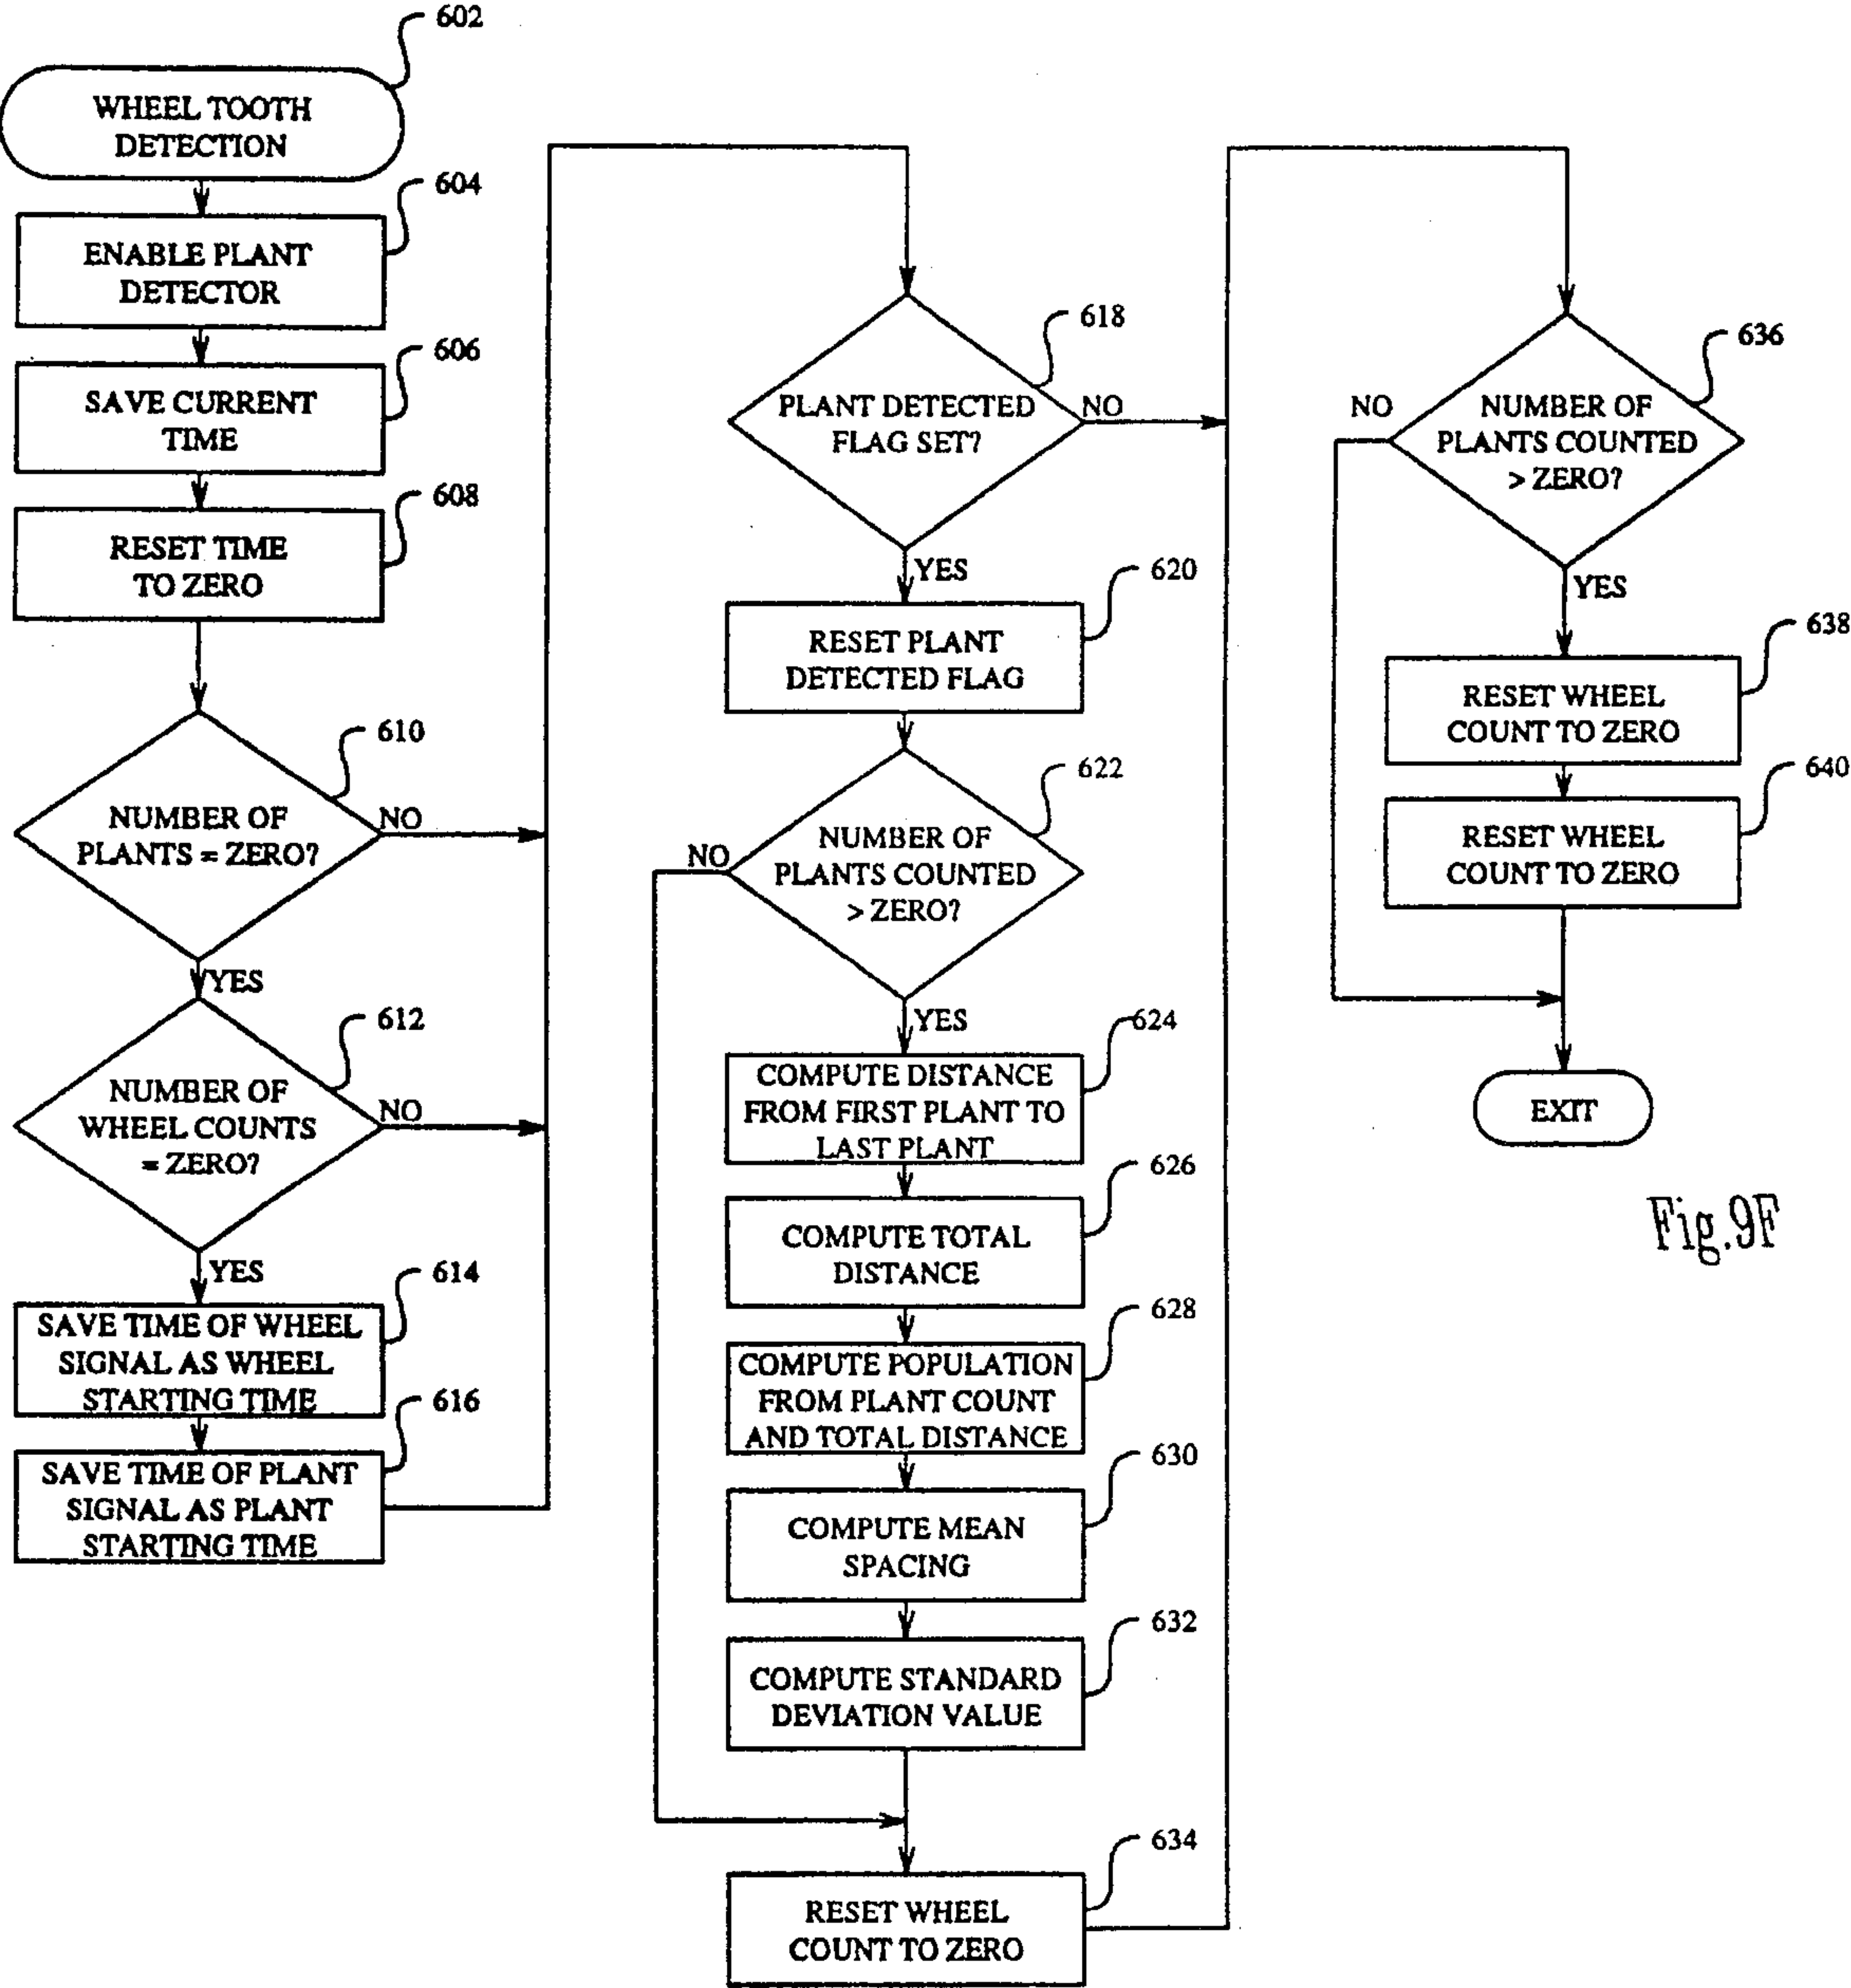 602
WHEEL TOOTH
DETECTION
604
ENABLE PLANT
DETECTOR
606
SAVE CURRENT
TIME
608
RESET TIME
TO ZERO
610
NUMBER OF
PLANTS = ZERO?
NO
YES
612
NUMBER OF
WHEEL COUNTS
= ZERO?
NO
YES
614
SAVE TIME OF WHEEL
SIGNAL AS WHEEL
STARTING TIME
616
SAVE TIME OF PLANT
SIGNAL AS PLANT
STARTING TIME
618
PLANT DETECTED
FLAG SET?
NO
YES
620
RESET PLANT
DETECTED FLAG
622
NUMBER OF
PLANTS COUNTED
> ZERO?
NO
YES
624
COMPUTE DISTANCE
FROM FIRST PLANT TO
LAST PLANT
626
COMPUTE TOTAL
DISTANCE
628
COMPUTE POPULATION
FROM PLANT COUNT
AND TOTAL DISTANCE
630
COMPUTE MEAN
SPACING
632
COMPUTE STANDARD
DEVIATION VALUE
634
RESET WHEEL
COUNT TO ZERO
636
NUMBER OF
PLANTS COUNTED
> ZERO?
NO
YES
638
RESET WHEEL
COUNT TO ZERO
640
RESET WHEEL
COUNT TO ZERO
EXIT
Fig.9F